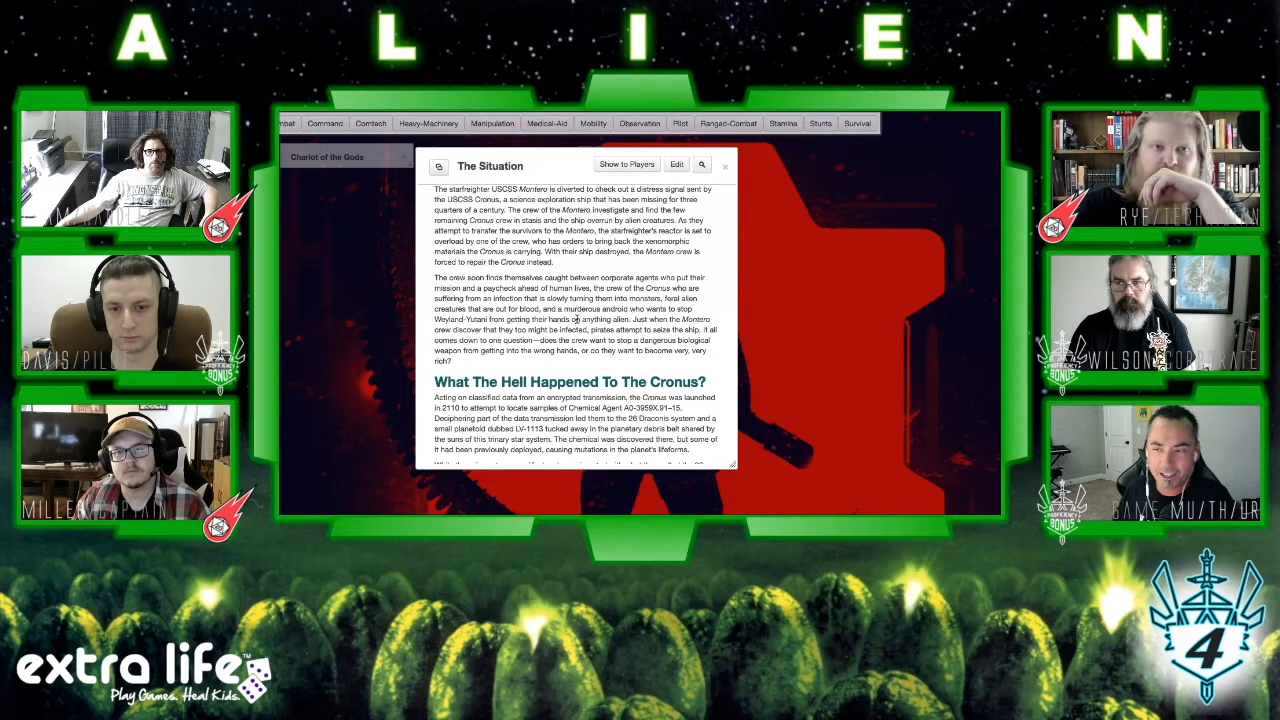 A L I E N
mbat Command Comtech Heavy-Machinery Manipulation Medical-Aid Mobility Observation Pilot Ranged-Combat Stamina Stunts Survival
Chariot of the Gods
The Situation
Show to Players
Edit
The starfreighter USCSS Montero is diverted to check out a distress signal sent by
the USCSS Cronus, a science exploration ship that has been missing for three
quarters of a century. The crew of the Montero investigate and find the few
remaining Cronus crew in stasis and the ship overrun by alien creatures. As they
attempt to transfer the survivors to the Montero, the starfreighter's reactor is set to
overload by one of the crew, who has orders to bring back the xenomorphic
materials the Cronus is carrying. With their ship destroyed, the Montero crew is
forced to repair the Cronus instead.
The crew soon finds themselves caught between corporate agents who put their
mission and a paycheck ahead of human lives, the crew of the Cronus who are
suffering from an infection that is slowly turning them into monsters, feral alien
creatures that are out for blood, and a murderous android who wants to stop
Weyland-Yutani from getting their hands on anything alien. Just when the Montero
crew discover that they too might be infected, pirates attempt to seize the ship. It all
comes down to one question—does the crew want to stop a dangerous biological
weapon from getting into the wrong hands, or do they want to become very, very
rich?
What The Hell Happened To The Cronus?
Acting on classified data from an encrypted transmission, the Cronus was launched
in 2110 to attempt to locate samples of Chemical Agent A0-3959X.91–15.
Deciphering part of the data transmission led them to the 26 Draconis system and a
small planetoid dubbed LV-1113 tucked away in the planetary debris belt shared by
the suns of this trinary star system. The chemical was discovered there, but some of
it had been previously deployed, causing mutations in the planet's lifeforms.
DAVIS/PILOT
PROFICIENCY
BONUS
MILLER/CAPTAIN
RYE/TECHNICIAN
WILSON/CORPORATE
PROFICIENCY
BONUS
GAME MU/TH/UR
PROFICIENCY
BONUS
extra life™
Play Games. Heal Kids.
4